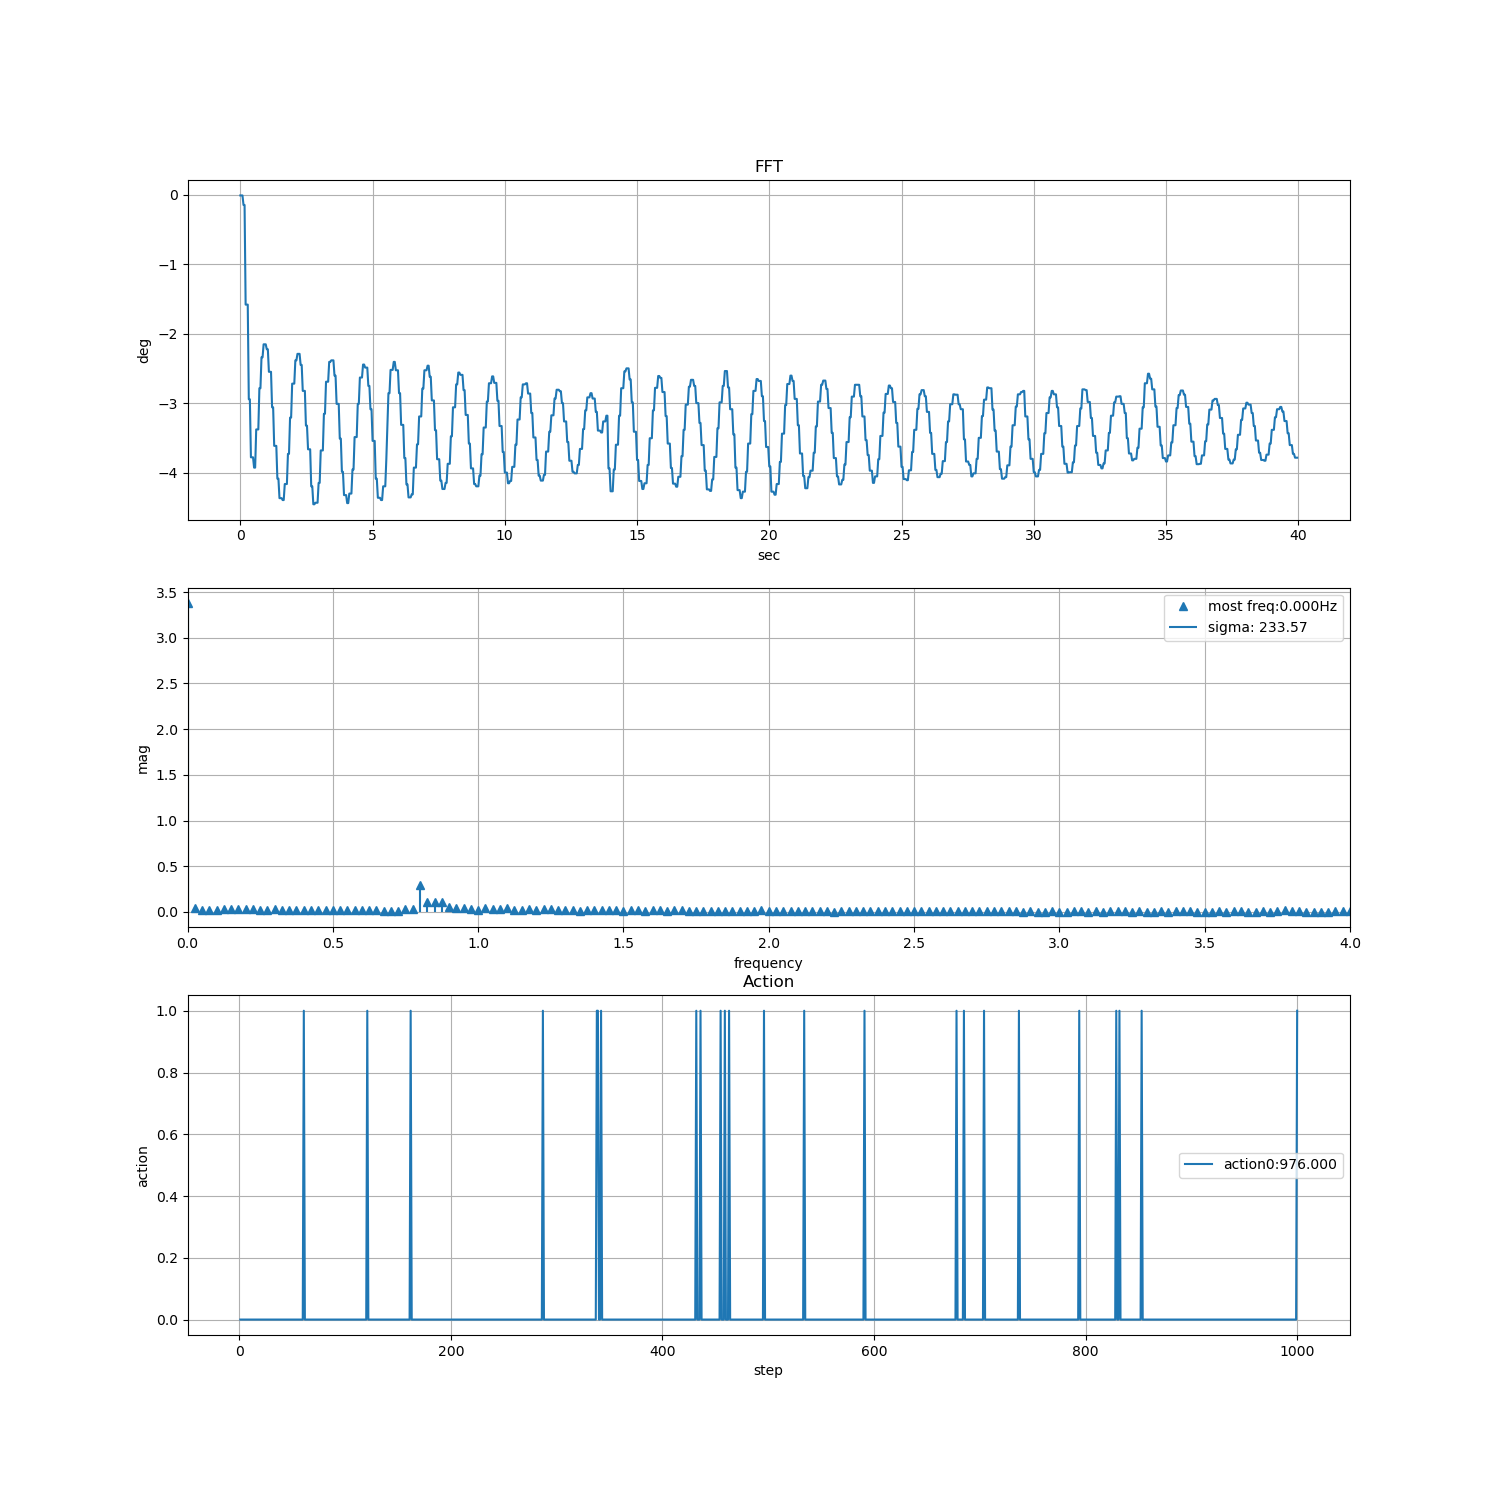 FFT
0
−1
−2
−3
−4
deg
0 5 10 15 20 25 30 35 40
sec
3.5
3.0
2.5
2.0
1.5
1.0
0.5
0.0
mag
most freq:0.000Hz
sigma: 233.57
0.0 0.5 1.0 1.5 2.0 2.5 3.0 3.5 4.0
frequency
Action
1.0
0.8
0.6
0.4
0.2
0.0
action
action0:976.000
0 200 400 600 800 1000
step